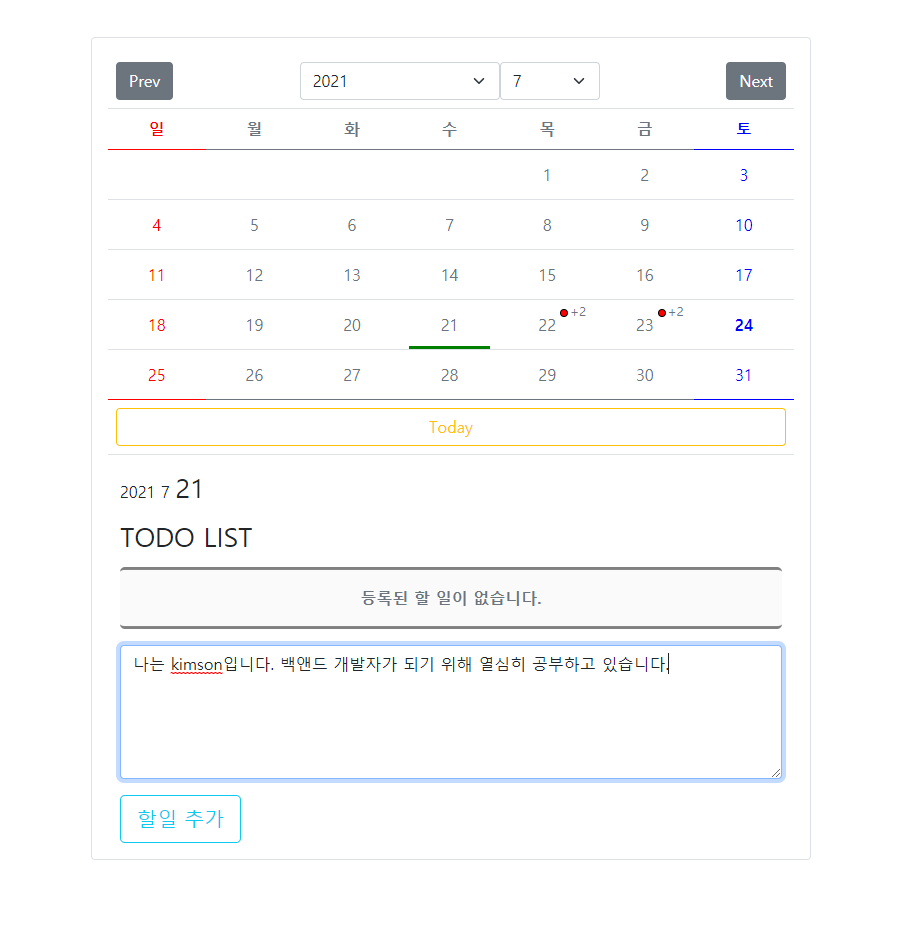 Prev 2021 7 Next
일 월 화 수 목 금 토
1 2 3
4 5 6 7 8 9 10
11 12 13 14 15 16 17
18 19 20 21 22 +2 23 +2 24
25 26 27 28 29 30 31
Today
2021 7 21
TODO LIST
등록된 할 일이 없습니다.
나는 kimson입니다. 백앤드 개발자가 되기 위해 열심히 공부하고 있습니다.
할일 추가